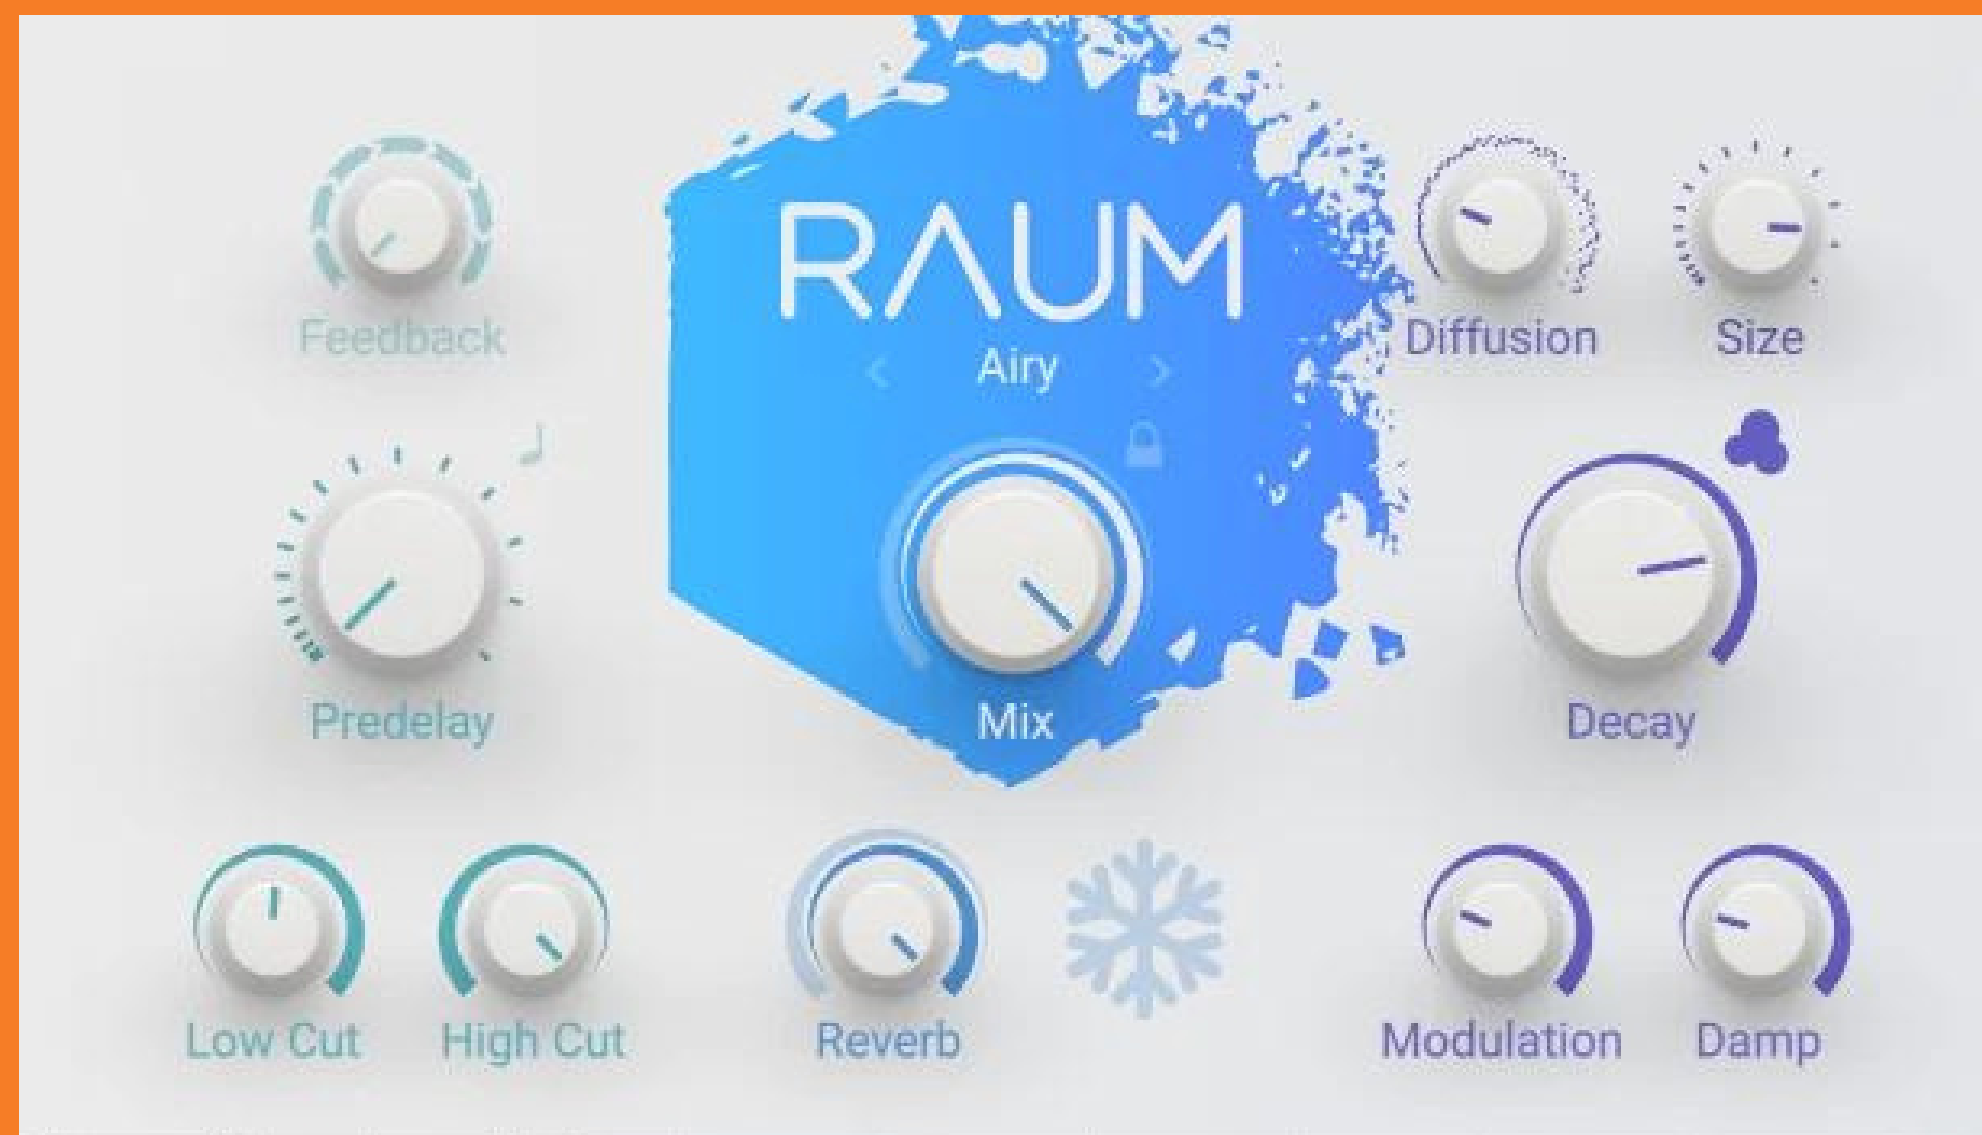 RAUM
Feedback
Airy
Diffusion
Size
Predelay
Mix
Decay
Low Cut
High Cut
Reverb
Modulation
Damp